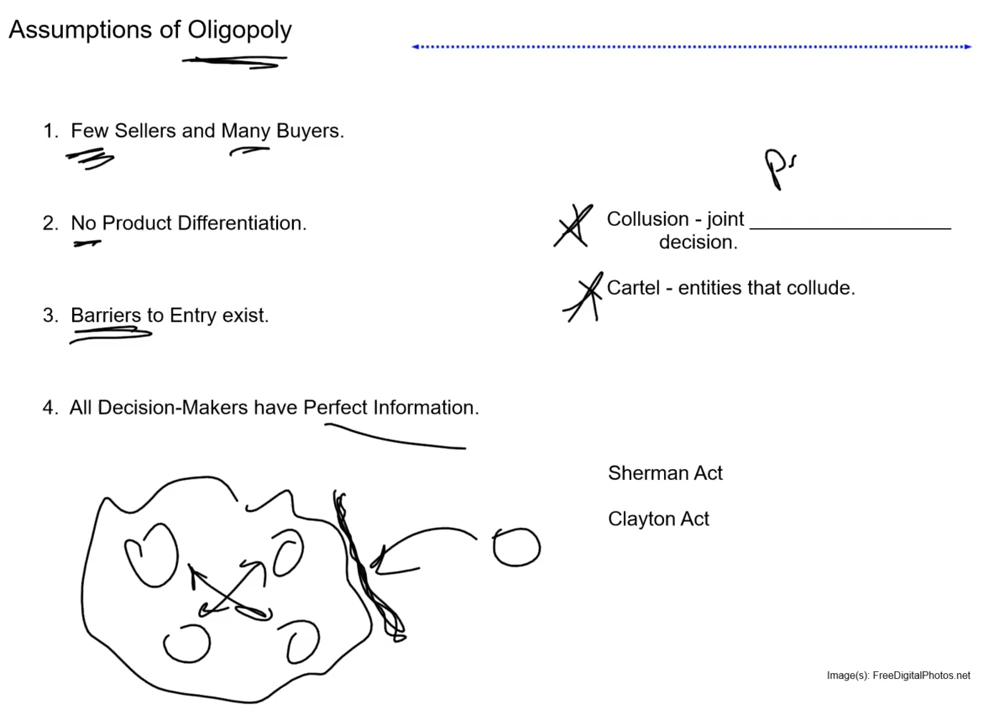 Assumptions of Oligopoly
1. Few Sellers and Many Buyers.
2. No Product Differentiation.
3. Barriers to Entry exist.
4. All Decision-Makers have Perfect Information.
Collusion - joint ____________________
decision.
Cartel - entities that collude.
Sherman Act
Clayton Act
Image(s): FreeDigitalPhotos.net